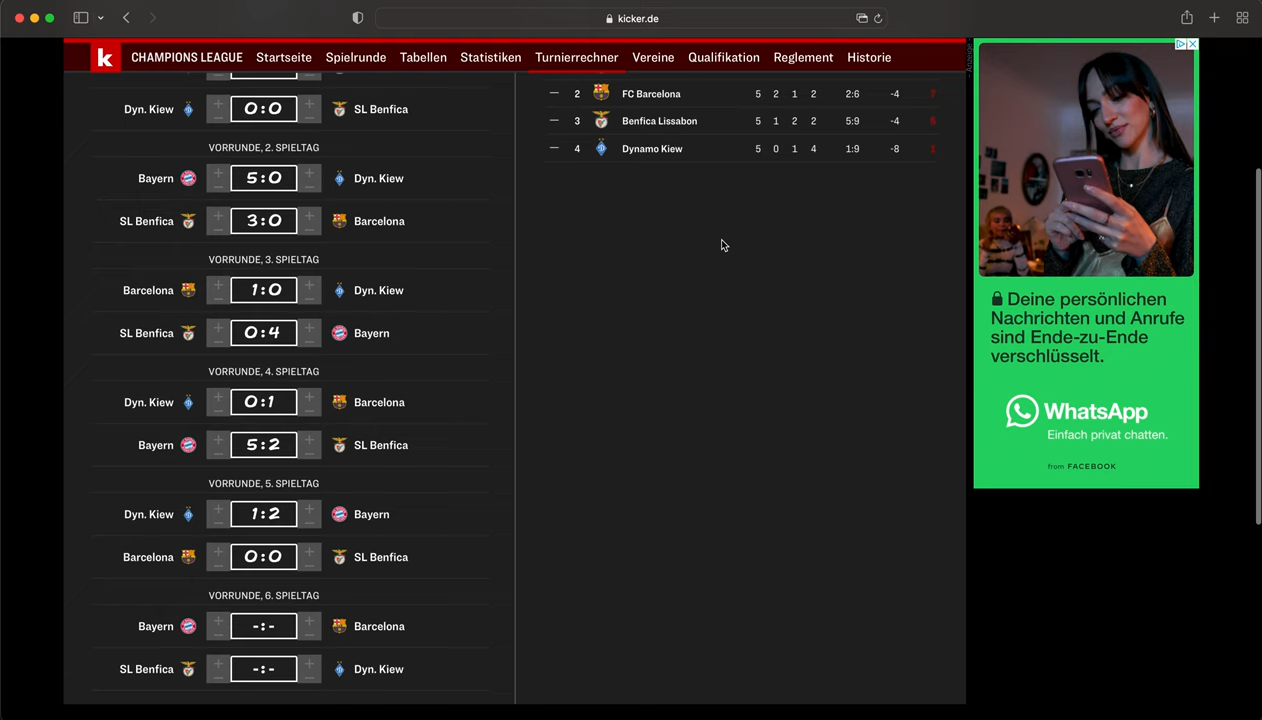 kicker.de
k CHAMPIONS LEAGUE Startseite Spielrunde Tabellen Statistiken Turnierrechner Vereine Qualifikation Reglement Historie
Dyn. Kiew 0:0 SL Benfica
VORRUNDE, 2. SPIELTAG
Bayern 5:0 Dyn. Kiew
SL Benfica 3:0 Barcelona
VORRUNDE, 3. SPIELTAG
Barcelona 1:0 Dyn. Kiew
SL Benfica 0:4 Bayern
VORRUNDE, 4. SPIELTAG
Dyn. Kiew 0:1 Barcelona
Bayern 5:2 SL Benfica
VORRUNDE, 5. SPIELTAG
Dyn. Kiew 1:2 Bayern
Barcelona 0:0 SL Benfica
VORRUNDE, 6. SPIELTAG
Bayern -:- Barcelona
SL Benfica -:- Dyn. Kiew
2 FC Barcelona 5 2 1 2 2:6 -4 7
3 Benfica Lissabon 5 1 2 2 5:9 -4 5
4 Dynamo Kiew 5 0 1 4 1:9 -8 1
Anzeige
Deine persönlichen
Nachrichten und Anrufe
sind Ende-zu-Ende
verschlüsselt.
WhatsApp
Einfach privat chatten.
from FACEBOOK